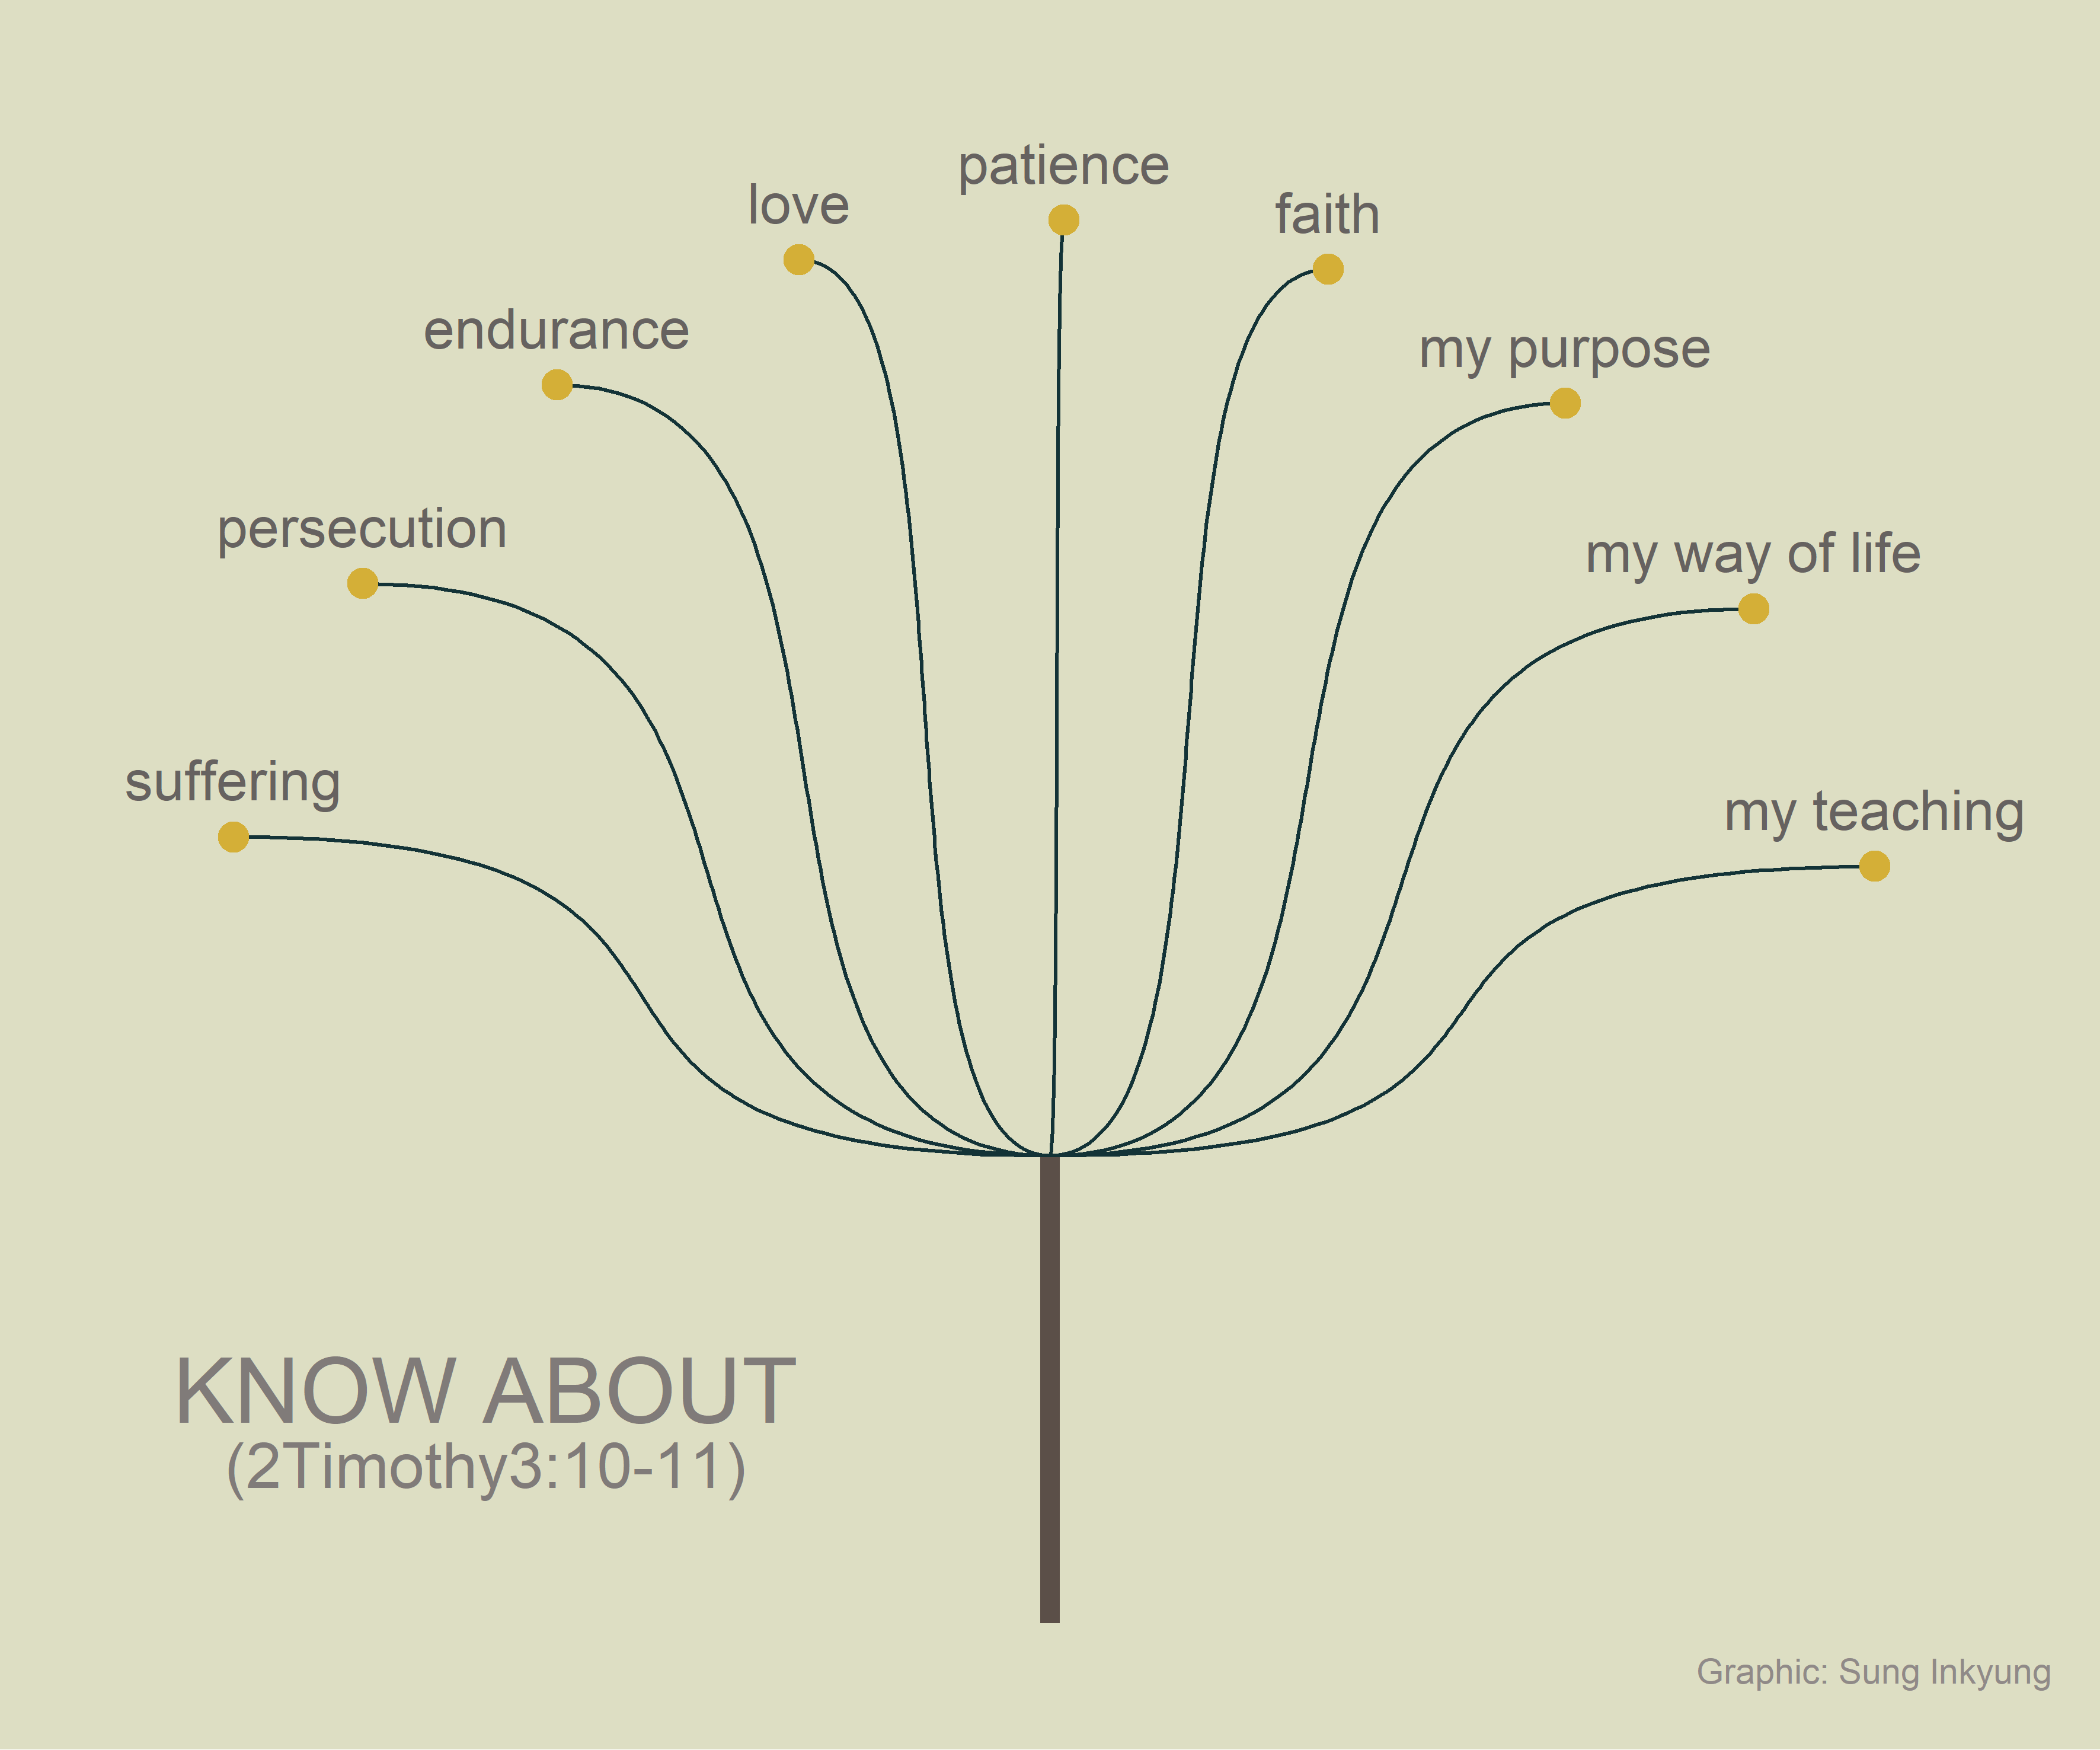 patience
love
faith
endurance
my purpose
persecution
my way of life
suffering
my teaching
KNOW ABOUT
(2Timothy3:10-11)
Graphic: Sung Inkyung